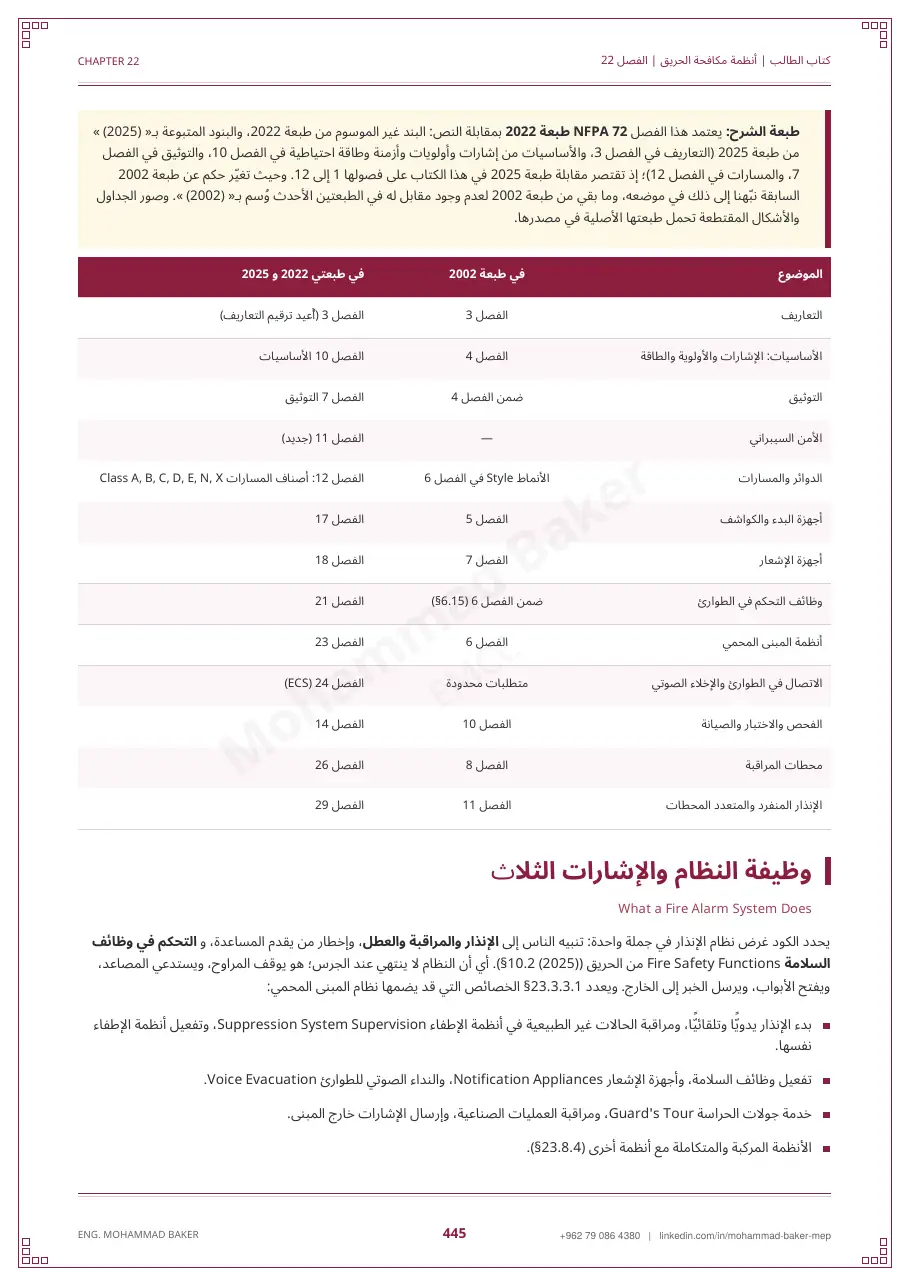 كتاب الطالب | أنظمة مكافحة الحريق | الفصل 22
CHAPTER 22
طبعة الشرح: يعتمد هذا الفصل NFPA 72 طبعة 2022 بمقابلة النص: البند غير الموسوم من طبعة 2022، والبنود المتبوعة بـ« (2025) »
من طبعة 2025 (التعاريف في الفصل 3، والأساسيات من إشارات وأولويات وأزمنة وطاقة احتياطية في الفصل 10، والتوثيق في الفصل
7، والمسارات في الفصل 12)؛ إذ تقتصر مقابلة طبعة 2025 في هذا الكتاب على فصولها 1 إلى 12. وحيث تغيّر حكم عن طبعة 2002
السابقة نبّهنا إلى ذلك في موضعه، وما بقي من طبعة 2002 لعدم وجود مقابل له في الطبعتين الأحدث وُسم بـ« (2002) ». وصور الجداول
والأشكال المقتطعة تحمل طبعتها الأصلية في مصدرها.
الموضوع في طبعة 2002 في طبعتي 2022 و 2025
التعاريف الفصل 3 الفصل 3 (أُعيد ترقيم التعاريف)
الأساسيات: الإشارات والأولوية والطاقة الفصل 4 الفصل 10 الأساسيات
التوثيق ضمن الفصل 4 الفصل 7 التوثيق
الأمن السيبراني — الفصل 11 (جديد)
الدوائر والمسارات الأنماط Style في الفصل 6 الفصل 12: أصناف المسارات Class A, B, C, D, E, N, X
أجهزة البدء والكواشف الفصل 5 الفصل 17
أجهزة الإشعار الفصل 7 الفصل 18
وظائف التحكم في الطوارئ ضمن الفصل 6 (§6.15) الفصل 21
أنظمة المبنى المحمي الفصل 6 الفصل 23
الاتصال في الطوارئ والإخلاء الصوتي متطلبات محدودة الفصل 24 (ECS)
الفحص والاختبار والصيانة الفصل 10 الفصل 14
محطات المراقبة الفصل 8 الفصل 26
الإنذار المنفرد والمتعدد المحطات الفصل 11 الفصل 29
وظيفة النظام والإشارات الثلاث
What a Fire Alarm System Does
يحدد الكود غرض نظام الإنذار في جملة واحدة: تنبيه الناس إلى الإنذار والمراقبة والعطل، وإخطار من يقدم المساعدة، و التحكم في وظائف
السلامة Fire Safety Functions من الحريق (§10.2 (2025)). أي أن النظام لا ينتهي عند الجرس؛ هو يوقف المراوح، ويستدعي المصاعد،
ويفتح الأبواب، ويرسل الخبر إلى الخارج. ويعدد §23.3.3.1 الخصائص التي قد يضمها نظام المبنى المحمي:
بدء الإنذار يدويًّا وتلقائيًّا، ومراقبة الحالات غير الطبيعية في أنظمة الإطفاء Suppression System Supervision، وتفعيل أنظمة الإطفاء
نفسها.
تفعيل وظائف السلامة، وأجهزة الإشعار Notification Appliances، والنداء الصوتي للطوارئ Voice Evacuation.
خدمة جولات الحراسة Guard's Tour، ومراقبة العمليات الصناعية، وإرسال الإشارات خارج المبنى.
الأنظمة المركبة والمتكاملة مع أنظمة أخرى (§23.8.4).
Mohammad Baker
ENG. MOHAMMAD BAKER
445
+962 79 086 4380 | linkedin.com/in/mohammad-baker-mep